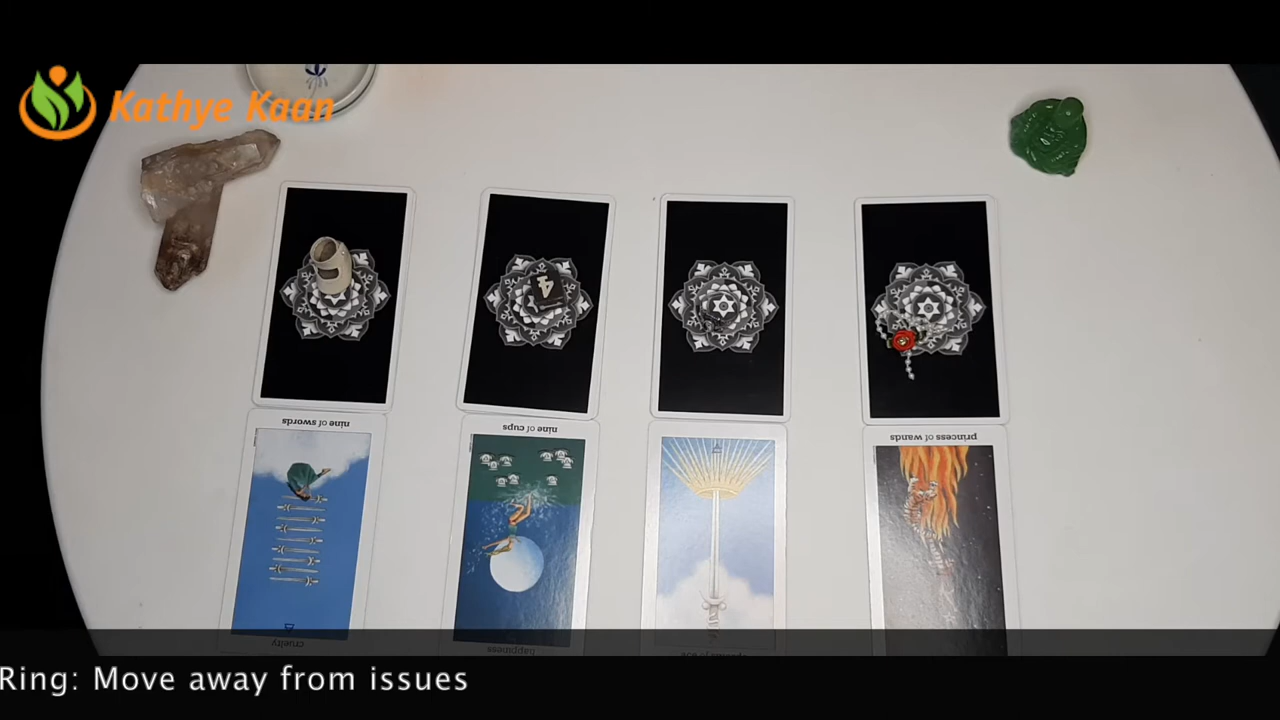 Kathye Kaan
4
nine of swords
nine of cups
princess of wands
cruelty
happiness
Ring: Move away from issues